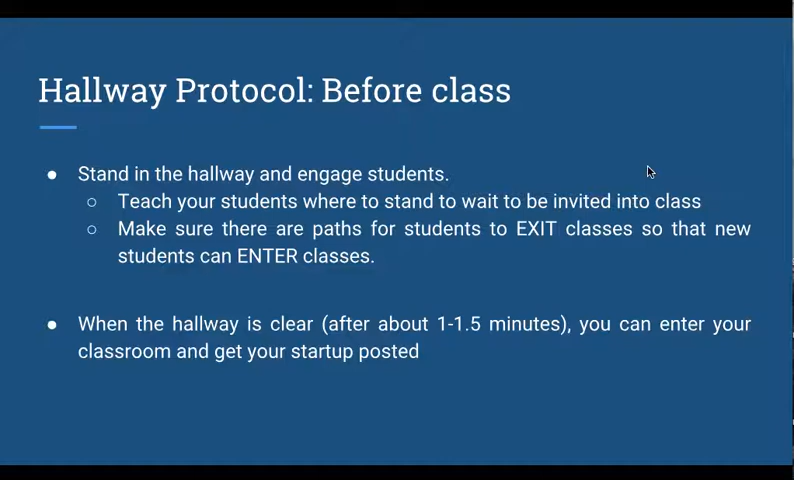 Hallway Protocol: Before class
● Stand in the hallway and engage students.
○ Teach your students where to stand to wait to be invited into class
○ Make sure there are paths for students to EXIT classes so that new
students can ENTER classes.
● When the hallway is clear (after about 1-1.5 minutes), you can enter your
classroom and get your startup posted